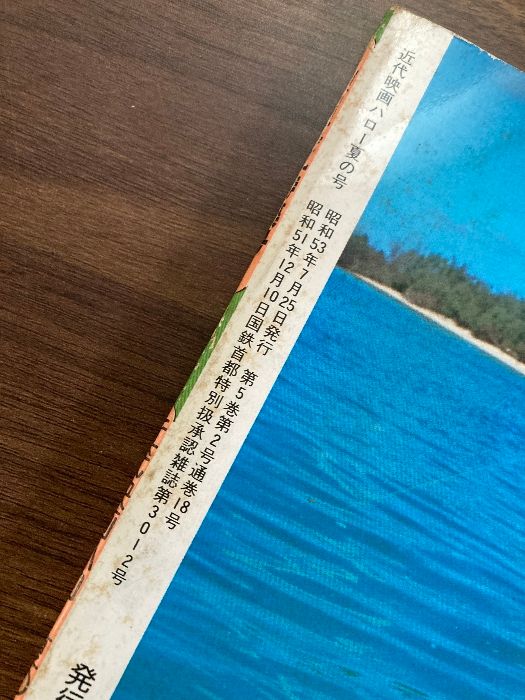 近代映画ハロー夏の号
昭和53年7月25日発行 第5巻第2号通巻18号
昭和51年12月10日国鉄首都特別扱承認雑誌第3012号
発行